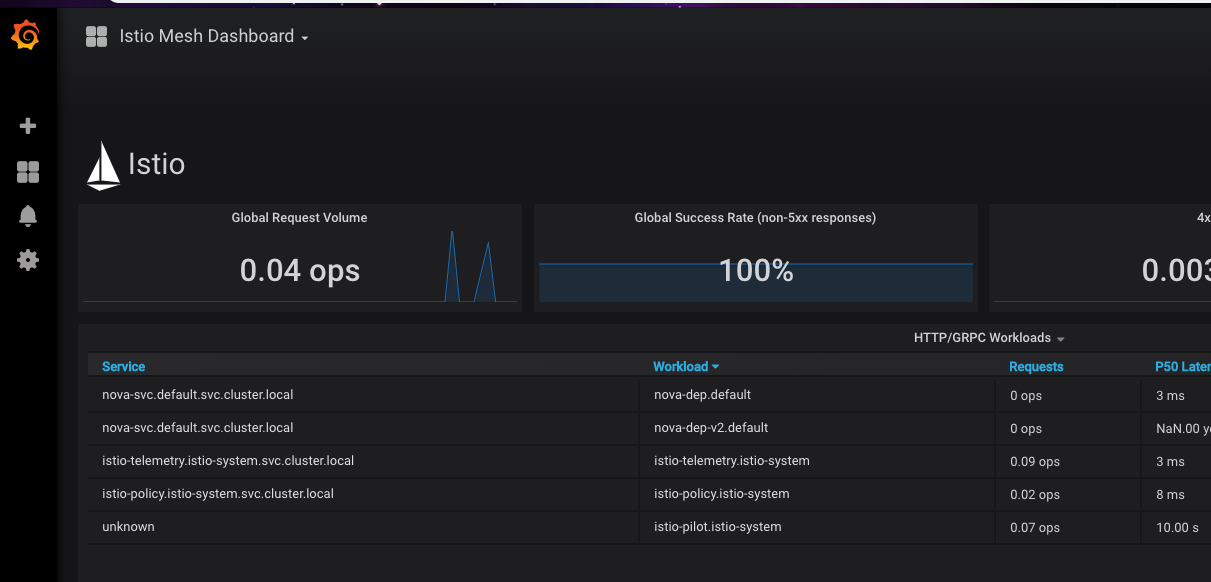 Istio Mesh Dashboard
Istio
Global Request Volume
0.04 ops
Global Success Rate (non-5xx responses)
100%
4x
0.003
HTTP/GRPC Workloads
Service Workload Requests P50 Later
nova-svc.default.svc.cluster.local nova-dep.default 0 ops 3 ms
nova-svc.default.svc.cluster.local nova-dep-v2.default 0 ops NaN.00 y
istio-telemetry.istio-system.svc.cluster.local istio-telemetry.istio-system 0.09 ops 3 ms
istio-policy.istio-system.svc.cluster.local istio-policy.istio-system 0.02 ops 8 ms
unknown istio-pilot.istio-system 0.07 ops 10.00 s